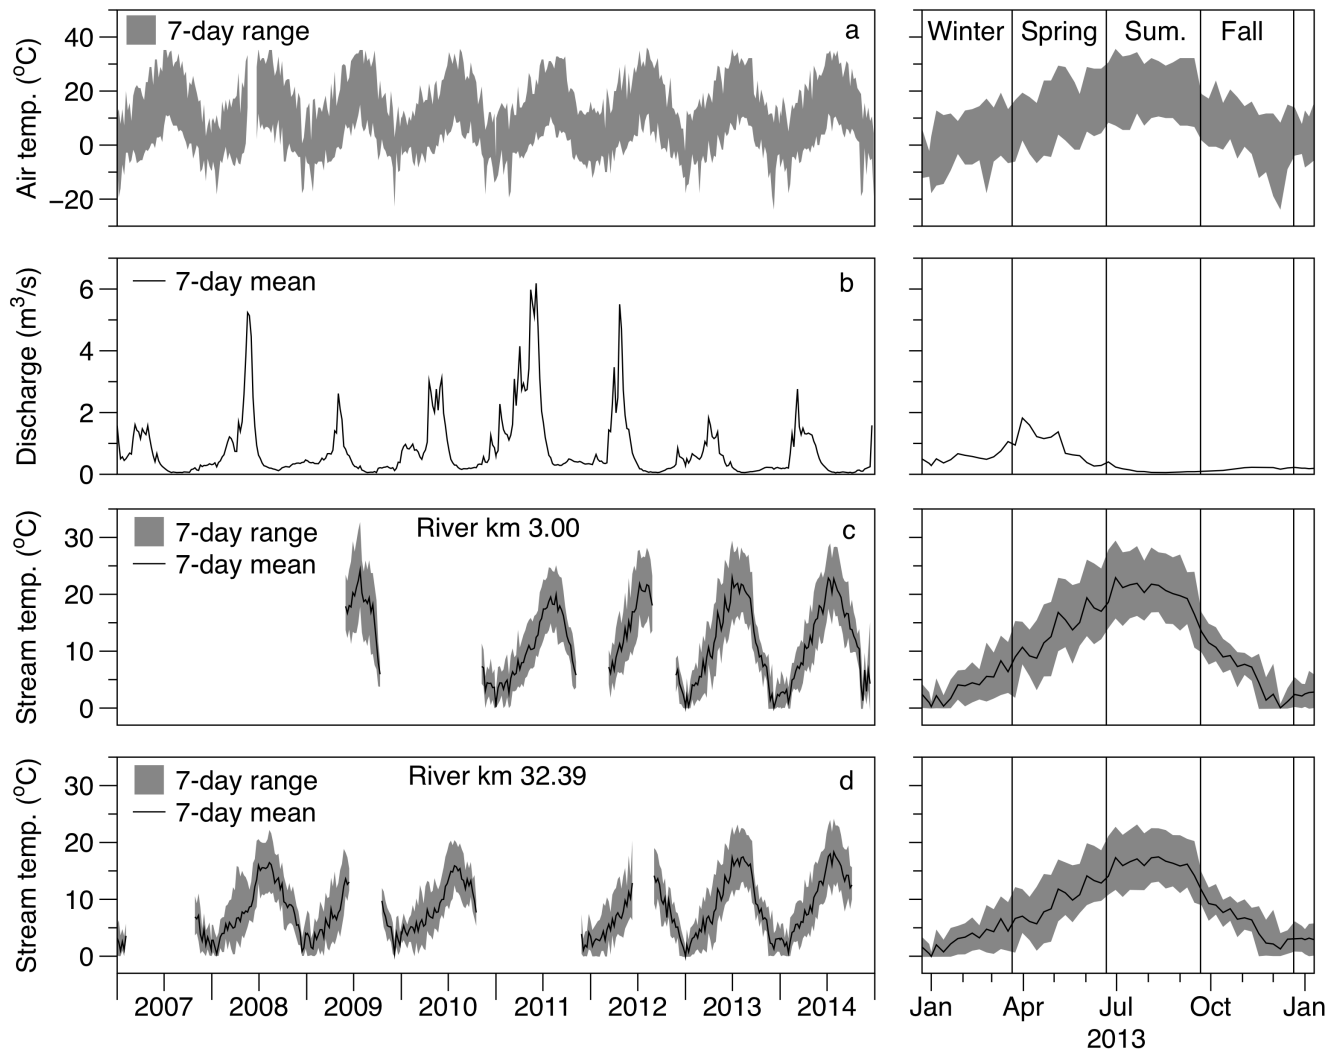 7-day range
a
Winter
Spring
Sum.
Fall
Air temp. (°C)
40
20
0
−20
7-day mean
b
Discharge (m³/s)
6
4
2
0
7-day range
7-day mean
River km 3.00
c
Stream temp. (°C)
30
20
10
0
7-day range
7-day mean
River km 32.39
d
Stream temp. (°C)
30
20
10
0
2007 2008 2009 2010 2011 2012 2013 2014
Jan Apr Jul Oct Jan
2013